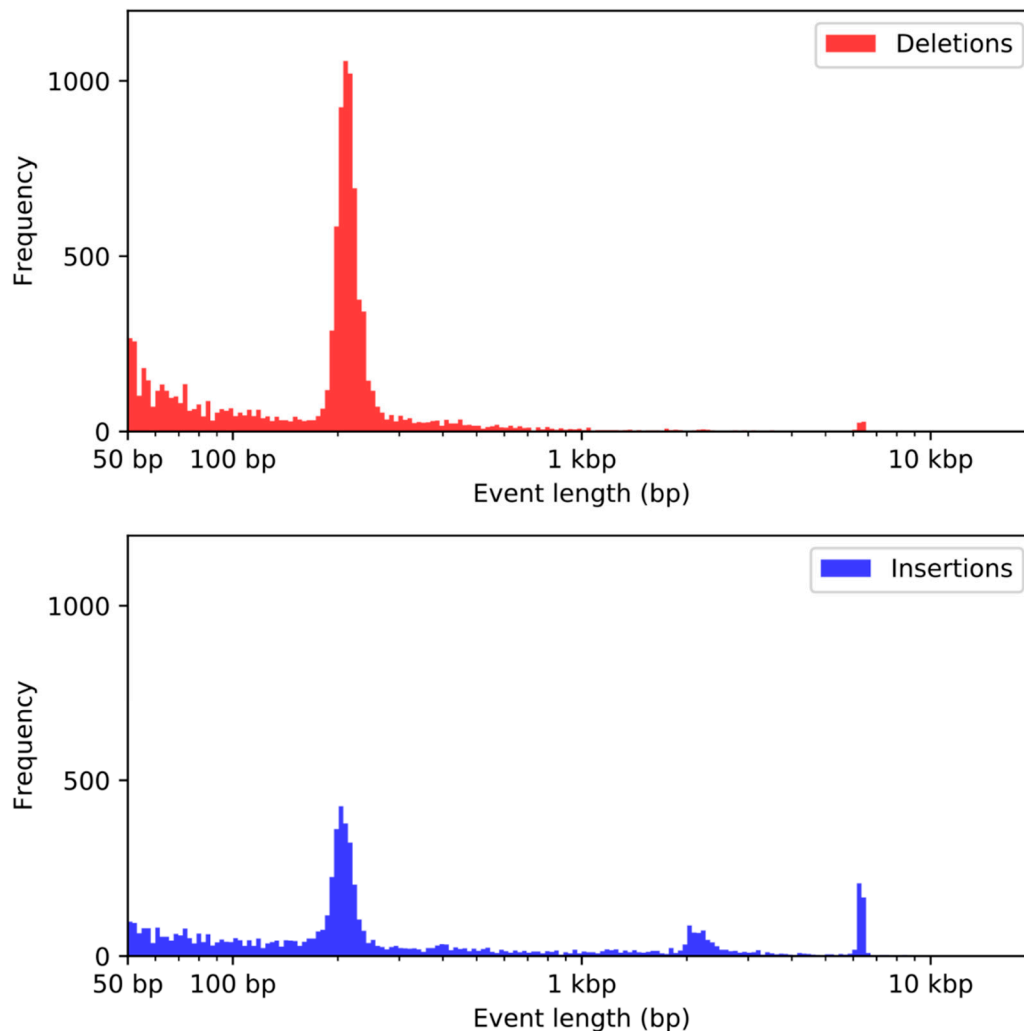 Deletions
1000
500
0
Frequency
50 bp 100 bp 1 kbp 10 kbp
Event length (bp)
Insertions
1000
500
0
Frequency
50 bp 100 bp 1 kbp 10 kbp
Event length (bp)